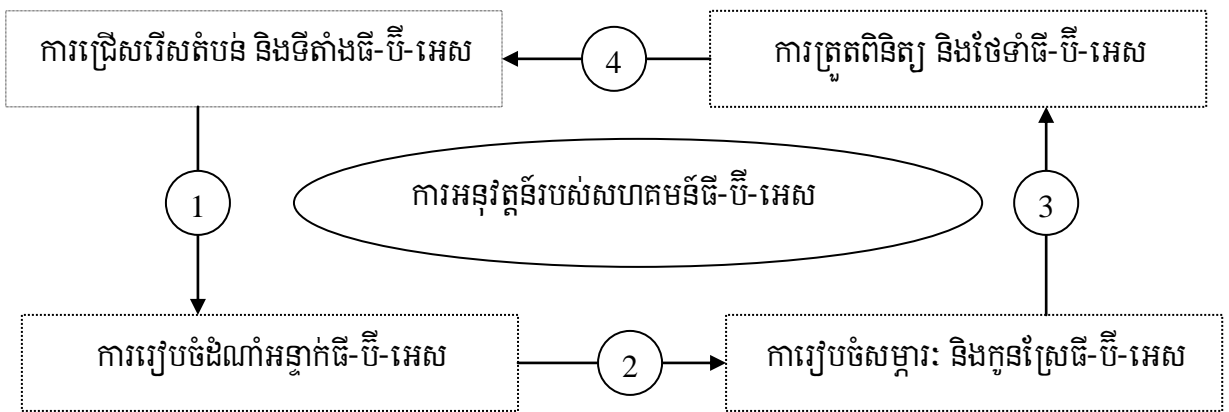 ការជ្រើសរើសតំបន់ និងទីតាំងធី-ប៊ី-អេស
4
ការត្រួតពិនិត្យ និងថែទាំធី-ប៊ី-អេស
1
ការអនុវត្តន៍របស់សហគមន៍ធី-ប៊ី-អេស
3
ការរៀបចំដំណាំអន្ទាក់ធី-ប៊ី-អេស
2
ការៀបចំសម្ភារៈ និងកូនស្រែធី-ប៊ី-អេស